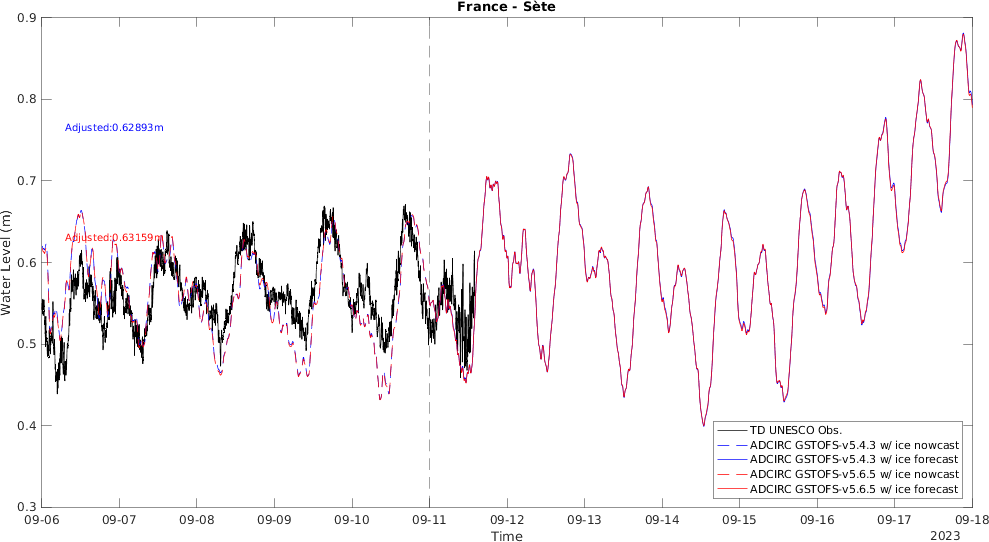 France - Sète
0.9
0.8
0.7
0.6
0.5
0.4
0.3
Water Level (m)
Adjusted:0.62893m
Adjusted:0.63159m
TD UNESCO Obs.
ADCIRC GSTOFS-v5.4.3 w/ ice nowcast
ADCIRC GSTOFS-v5.4.3 w/ ice forecast
ADCIRC GSTOFS-v5.6.5 w/ ice nowcast
ADCIRC GSTOFS-v5.6.5 w/ ice forecast
09-06 09-07 09-08 09-09 09-10 09-11 09-12 09-13 09-14 09-15 09-16 09-17 09-18
Time
2023